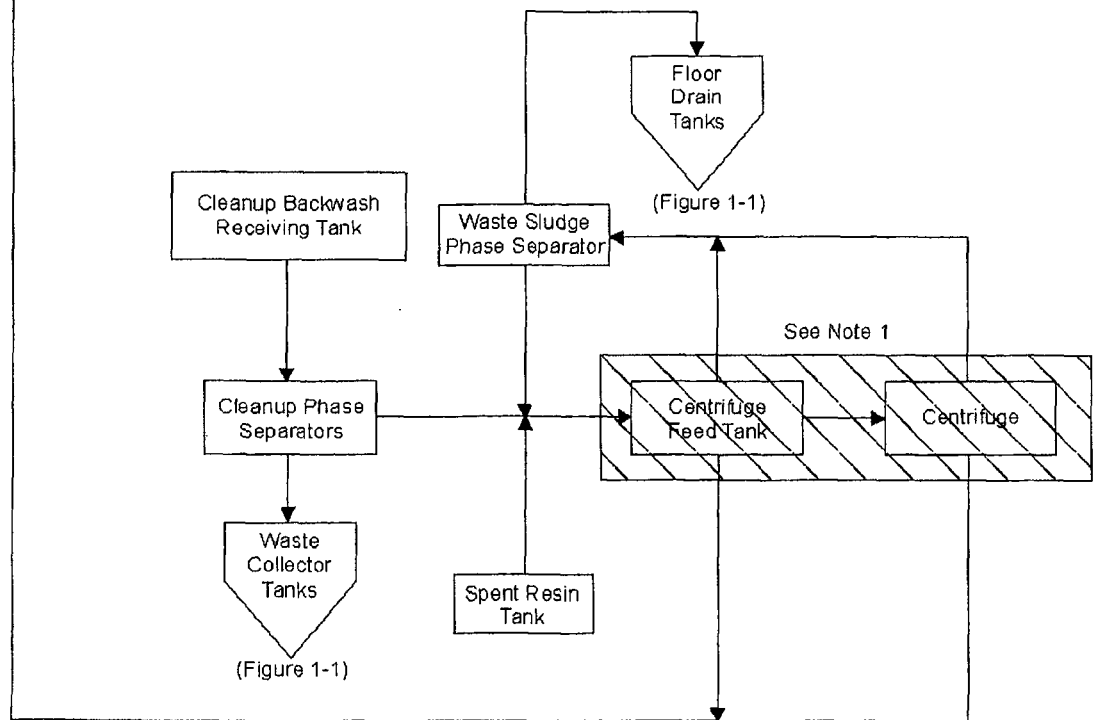 Floor
Drain
Tanks
(Figure 1-1)
Cleanup Backwash
Receiving Tank
Waste Sludge
Phase Separator
See Note 1
Cleanup Phase
Separators
Centrifuge
Feed Tank
Centrifuge
Waste
Collector
Tanks
(Figure 1-1)
Spent Resin
Tank